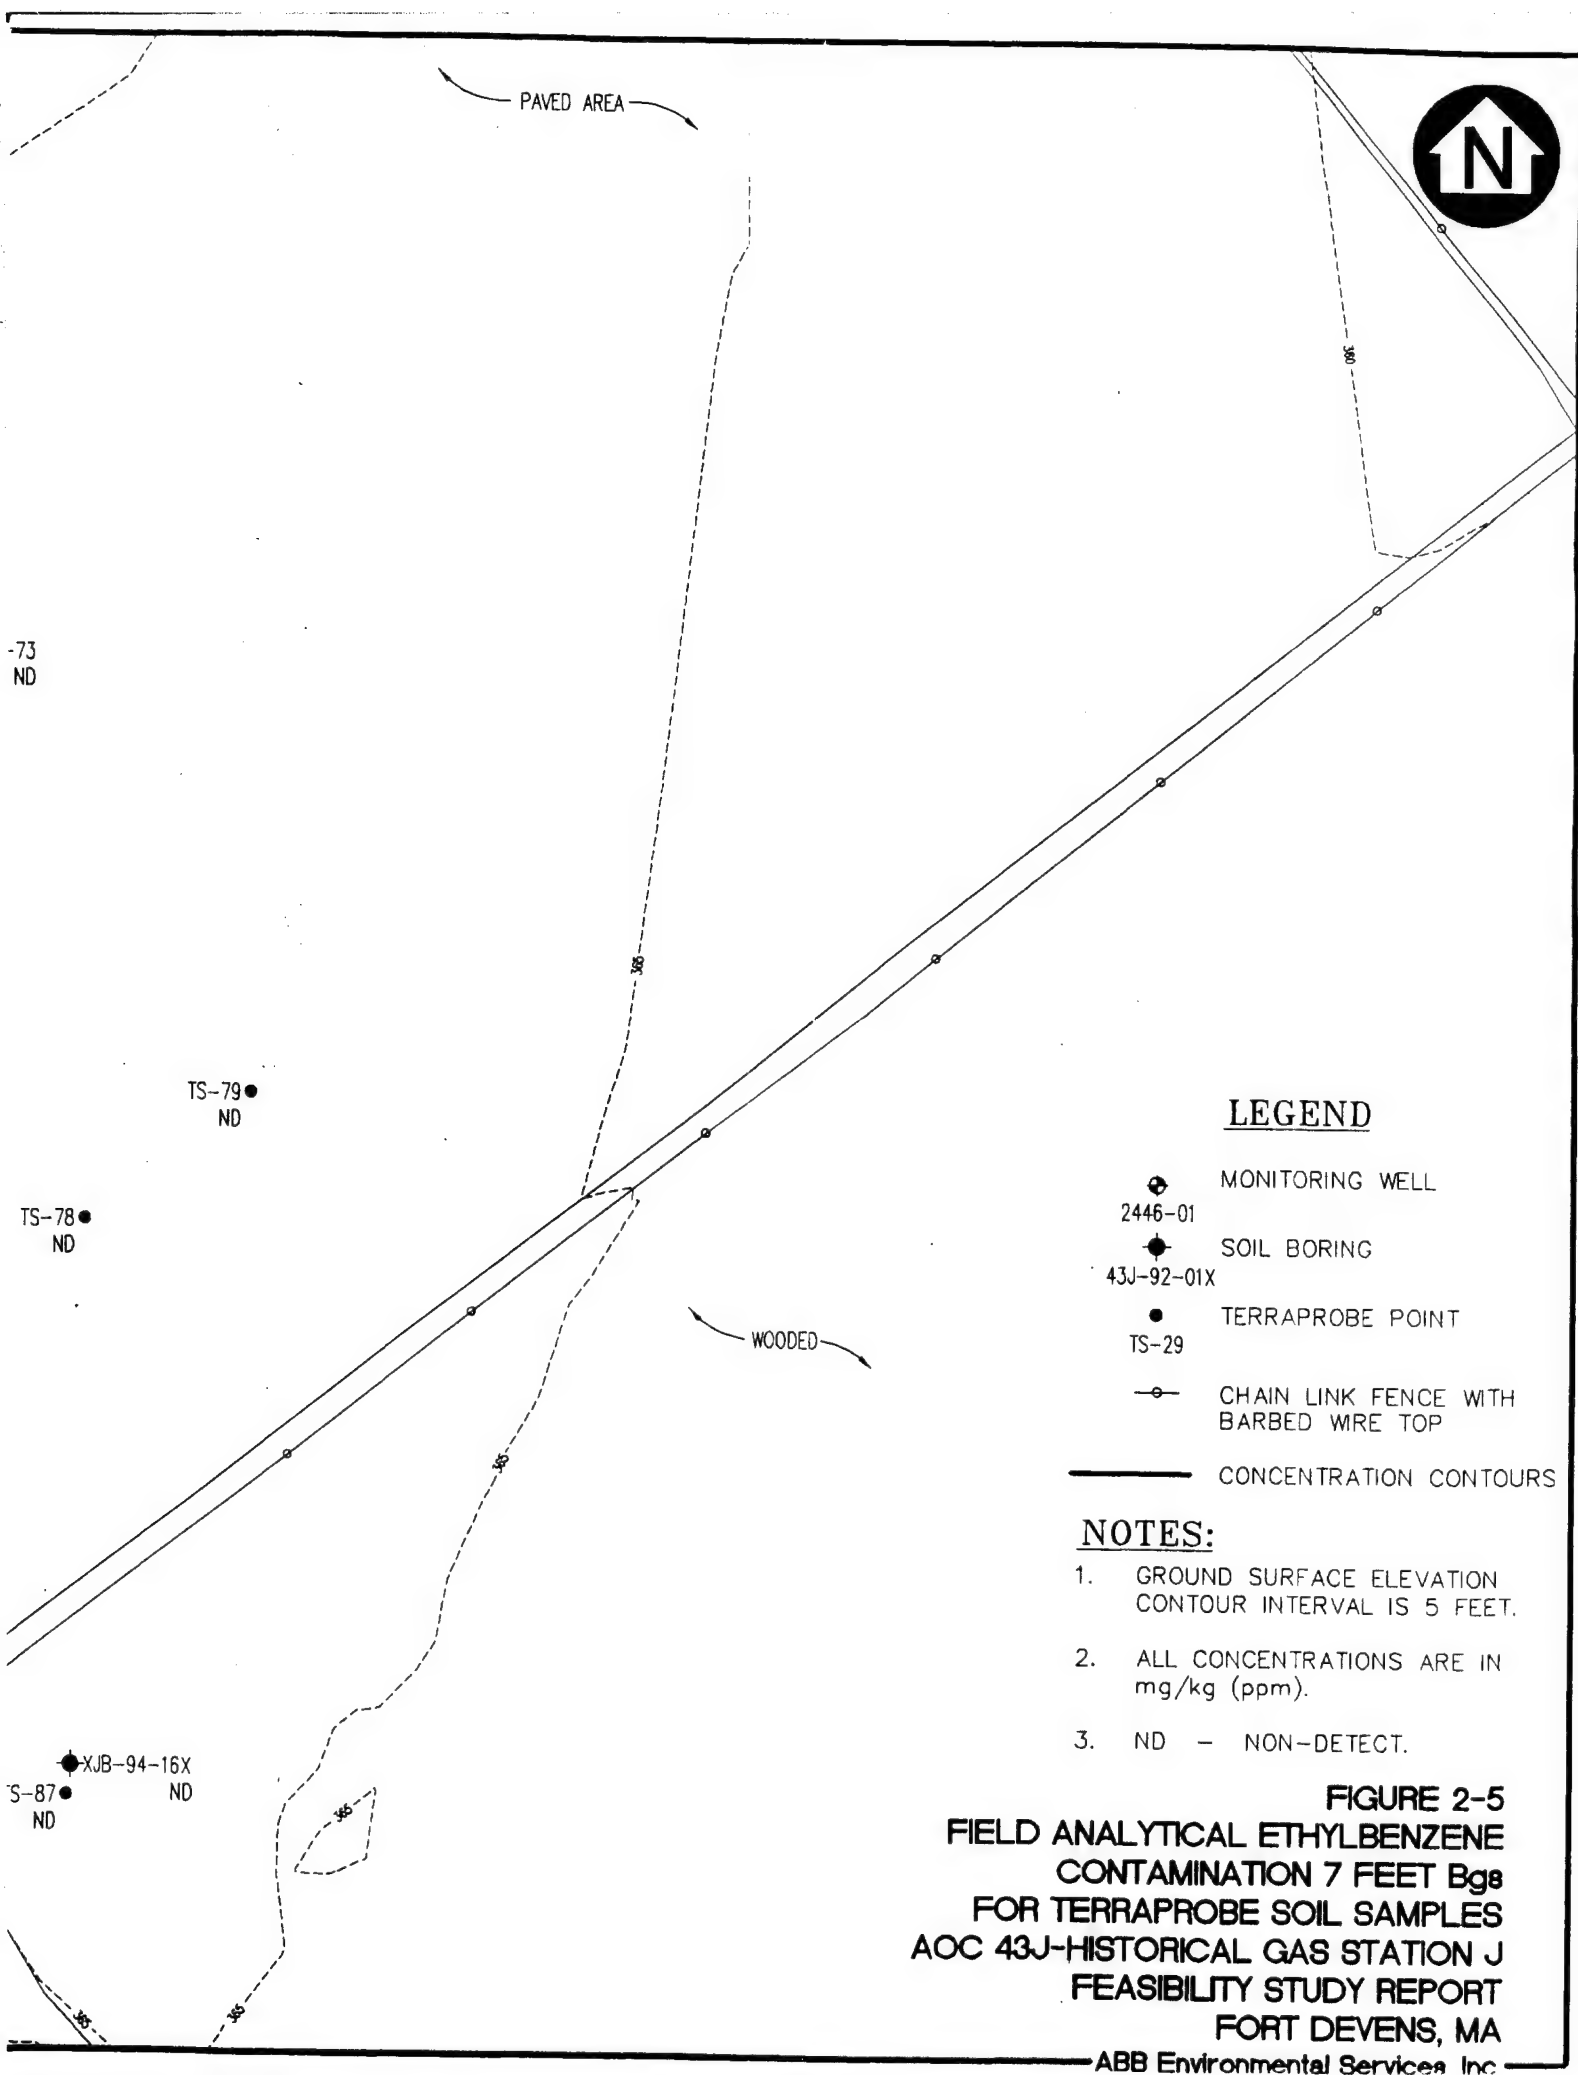 PAVED AREA
N
360
-73
ND
365
TS-79
ND
TS-78
ND
WOODED
365
XJB-94-16X
ND
S-87
ND
365
365
365
LEGEND
MONITORING WELL
2446-01
SOIL BORING
43J-92-01X
TERRAPROBE POINT
TS-29
CHAIN LINK FENCE WITH
BARBED WIRE TOP
CONCENTRATION CONTOURS
NOTES:
1. GROUND SURFACE ELEVATION
CONTOUR INTERVAL IS 5 FEET.
2. ALL CONCENTRATIONS ARE IN
mg/kg (ppm).
3. ND - NON-DETECT.
FIGURE 2-5
FIELD ANALYTICAL ETHYLBENZENE
CONTAMINATION 7 FEET Bgs
FOR TERRAPROBE SOIL SAMPLES
AOC 43J-HISTORICAL GAS STATION J
FEASIBILITY STUDY REPORT
FORT DEVENS, MA
ABB Environmental Services Inc